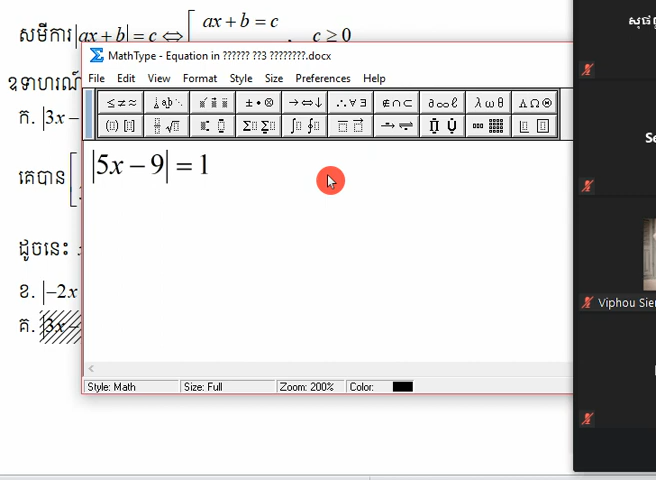 សមីការ |ax + b| = c ⇔ [ ax + b = c , c ≥ 0
MathType - Equation in ?????? ??3 ????????.docx
File Edit View Format Style Size Preferences Help
ឧទាហរណ៍
ក. |3x –
|5x – 9| = 1
គេបាន
ដូចនេះ
ខ. |–2x
គ. |3x –
Style: Math Size: Full Zoom: 200% Color:
Se
Viphou Sie